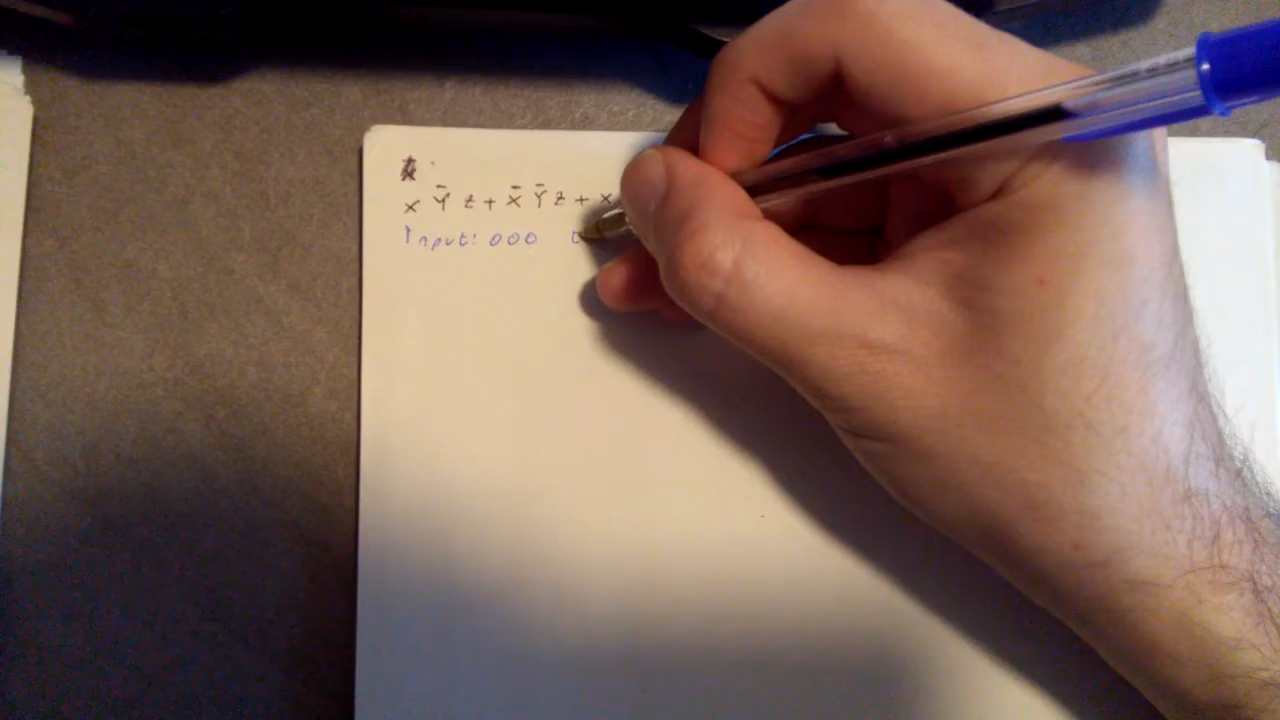 X Ȳ Z + X̄ Ȳ Z + X
Input: 000